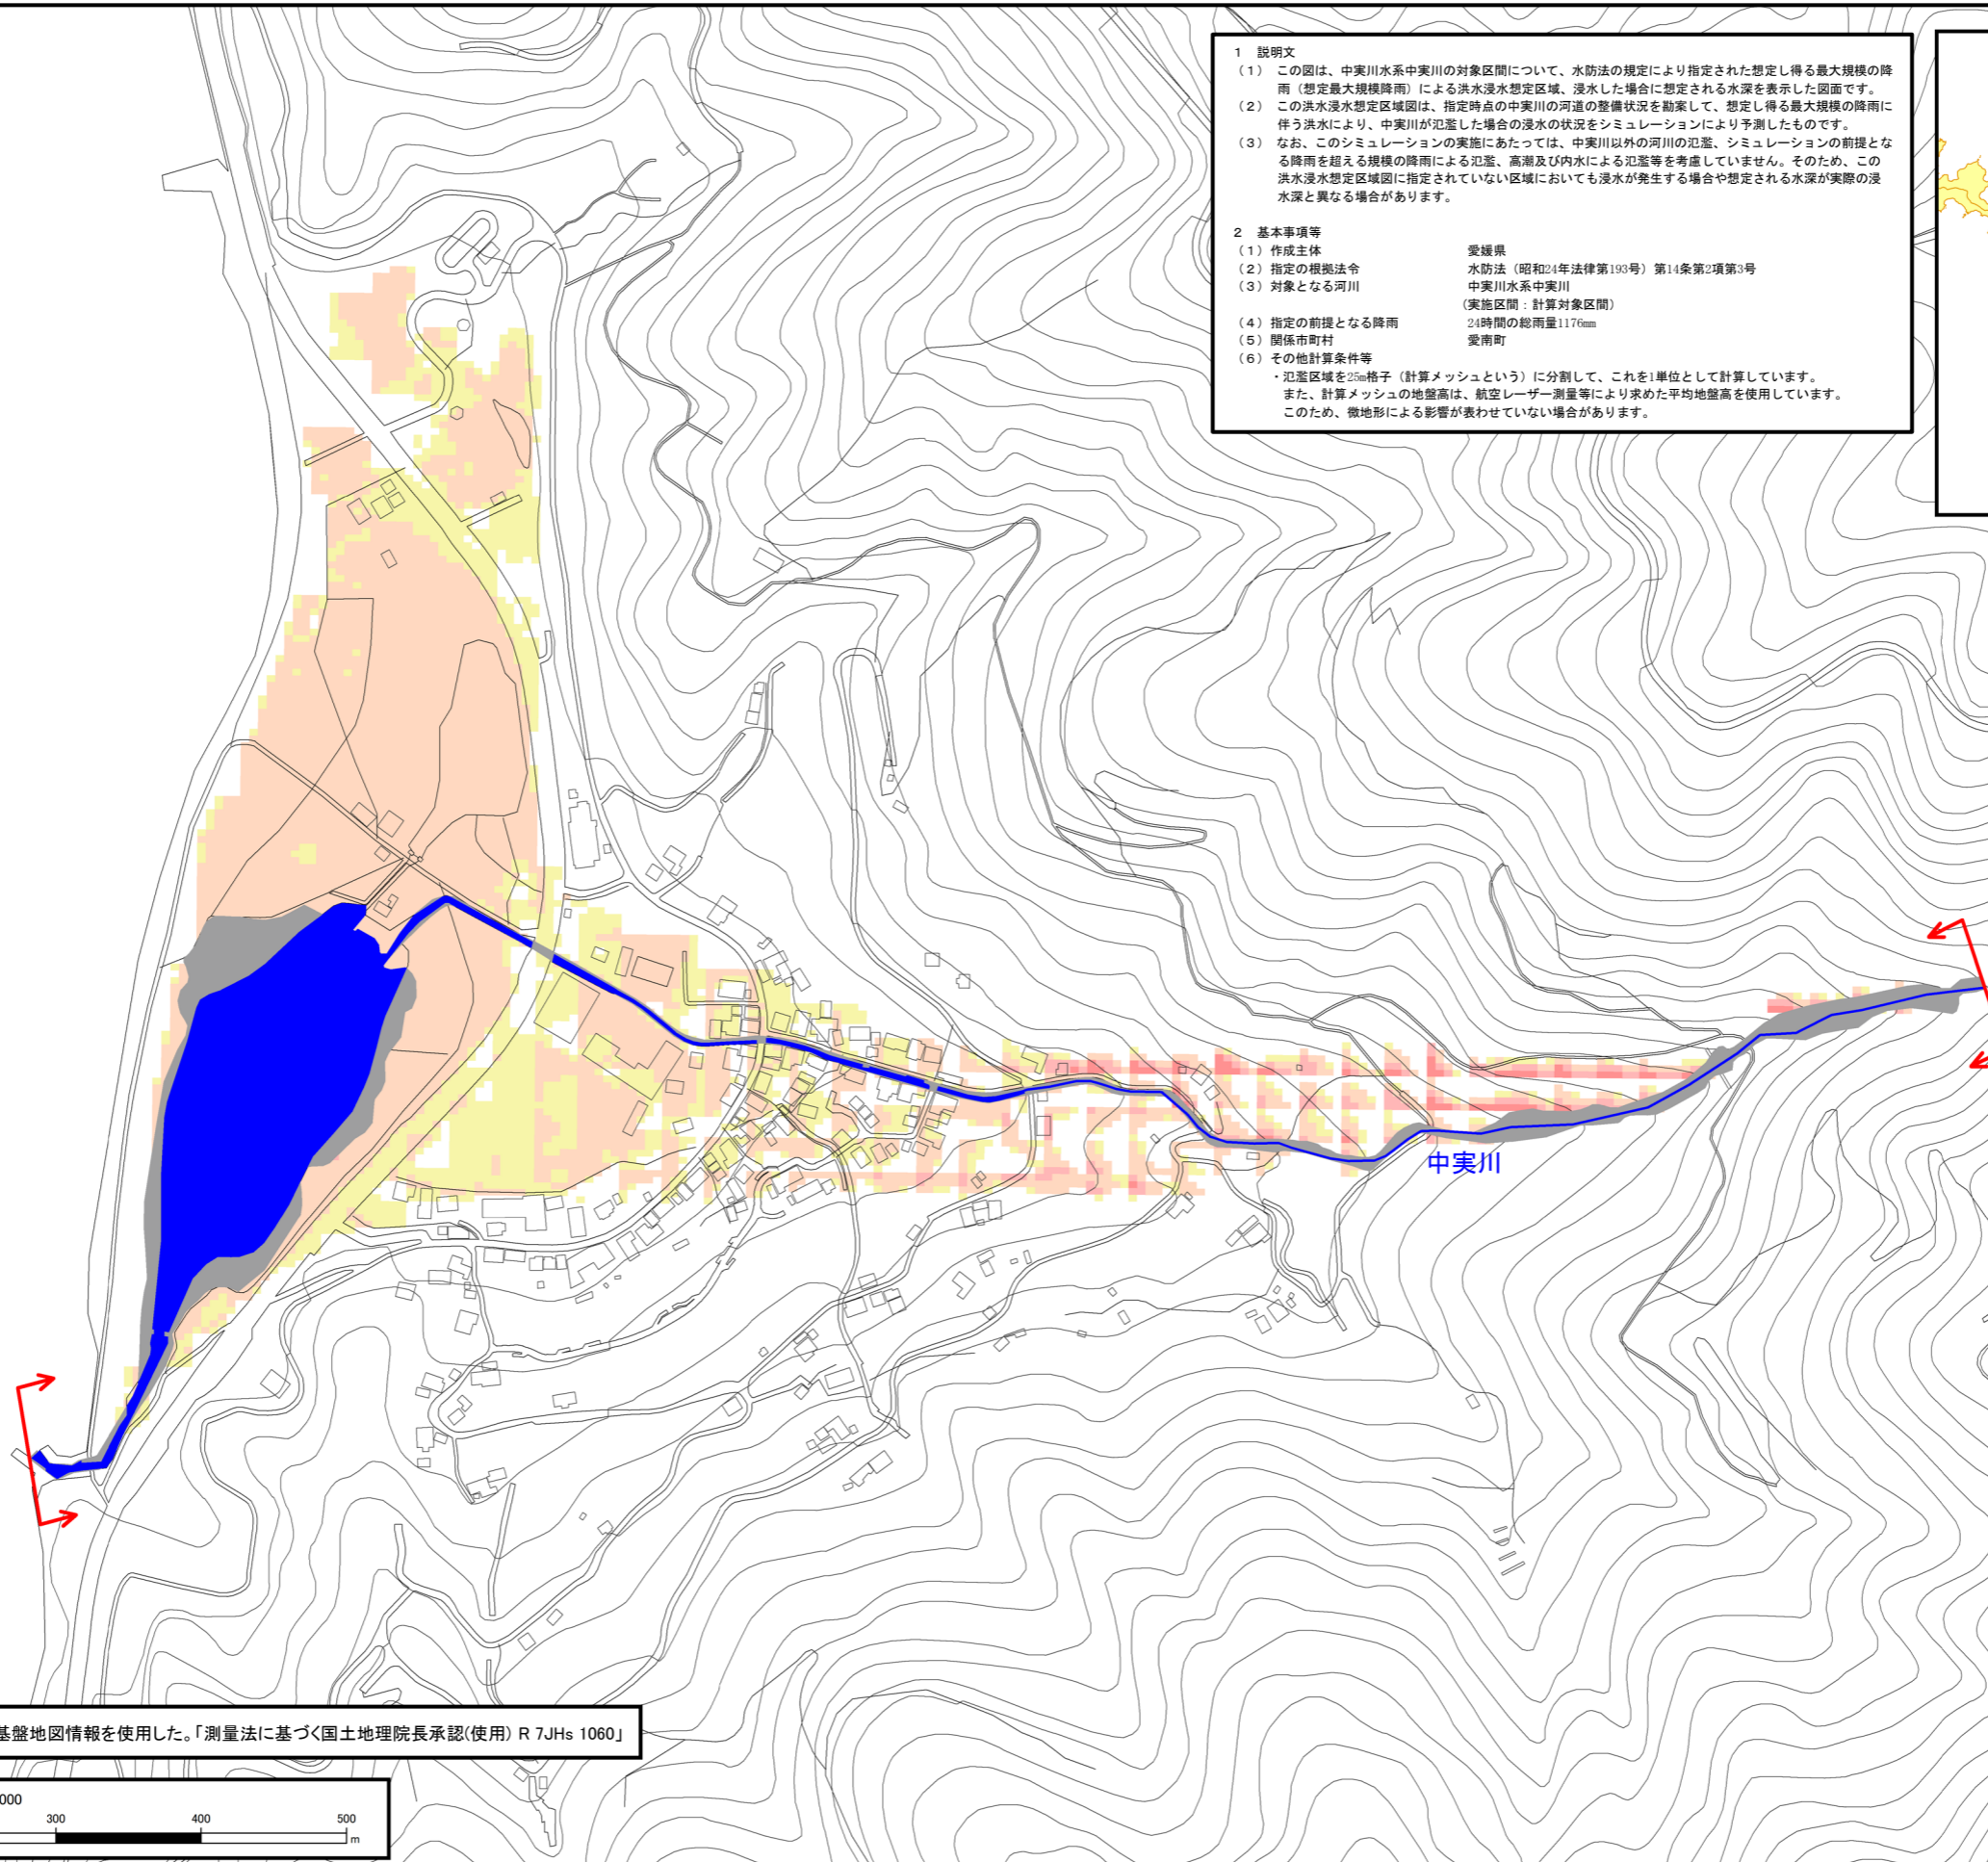 1 説明文
（1） この図は、中実川水系中実川の対象区間について、水防法の規定により指定された想定し得る最大規模の降
雨（想定最大規模降雨）による洪水浸水想定区域、浸水した場合に想定される水深を表示した図面です。
（2） この洪水浸水想定区域図は、指定時点の中実川の河道の整備状況を勘案して、想定し得る最大規模の降雨に
伴う洪水により、中実川が氾濫した場合の浸水の状況をシミュレーションにより予測したものです。
（3） なお、このシミュレーションの実施にあたっては、中実川以外の河川の氾濫、シミュレーションの前提とな
る降雨を超える規模の降雨による氾濫、高潮及び内水による氾濫等を考慮していません。そのため、この
洪水浸水想定区域図に指定されていない区域においても浸水が発生する場合や想定される水深が実際の浸
水深と異なる場合があります。
2 基本事項等
（1）作成主体 愛媛県
（2）指定の根拠法令 水防法（昭和24年法律第193号）第14条第2項第3号
（3）対象となる河川 中実川水系中実川
（実施区間：計算対象区間）
（4）指定の前提となる降雨 24時間の総雨量1176mm
（5）関係市町村 愛南町
（6）その他計算条件等
・氾濫区域を25m格子（計算メッシュという）に分割して、これを1単位として計算しています。
また、計算メッシュの地盤高は、航空レーザー測量等により求めた平均地盤高を使用しています。
このため、微地形による影響が表わせていない場合があります。
中実川
基盤地図情報を使用した。「測量法に基づく国土地理院長承認(使用) R 7JHs 1060」
000
300 400 500
m